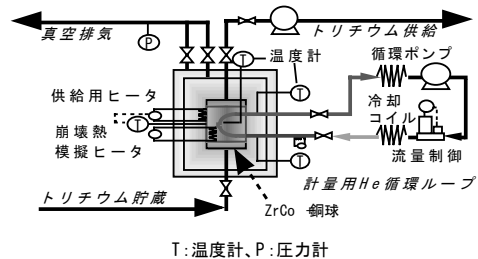 真空排気
トリチウム供給
P
T
温度計
循環ポンプ
T
供給用ヒータ
冷却
コイル
T
崩壊熱
模擬ヒータ
流量制御
T
計量用He循環ループ
トリチウム貯蔵
ZrCo 銅球
T:温度計、P:圧力計